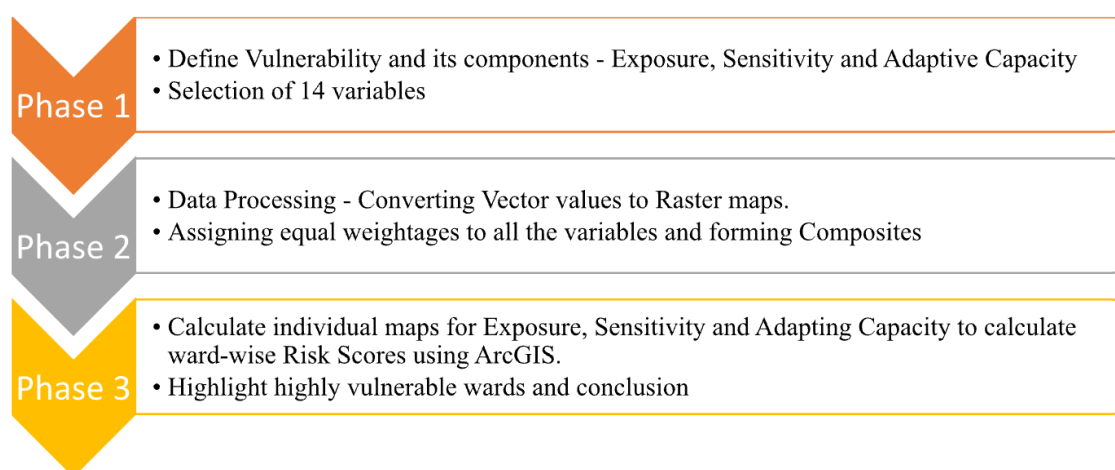 Phase 1
• Define Vulnerability and its components - Exposure, Sensitivity and Adaptive Capacity
• Selection of 14 variables
Phase 2
• Data Processing - Converting Vector values to Raster maps.
• Assigning equal weightages to all the variables and forming Composites
Phase 3
• Calculate individual maps for Exposure, Sensitivity and Adapting Capacity to calculate
ward-wise Risk Scores using ArcGIS.
• Highlight highly vulnerable wards and conclusion